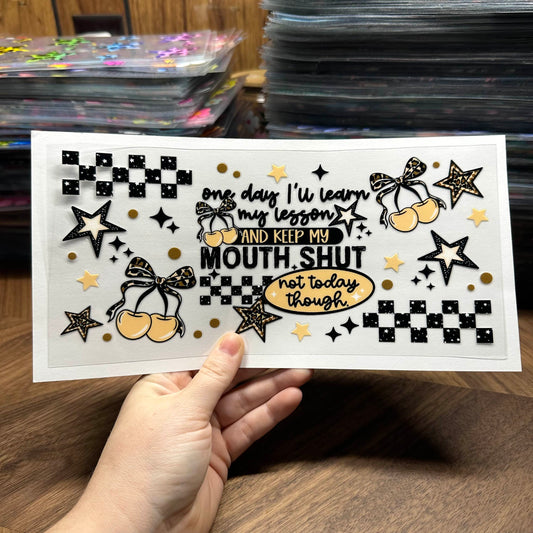 one day I'll learn
my lesson
AND KEEP MY
MOUTH SHUT
not today
though.